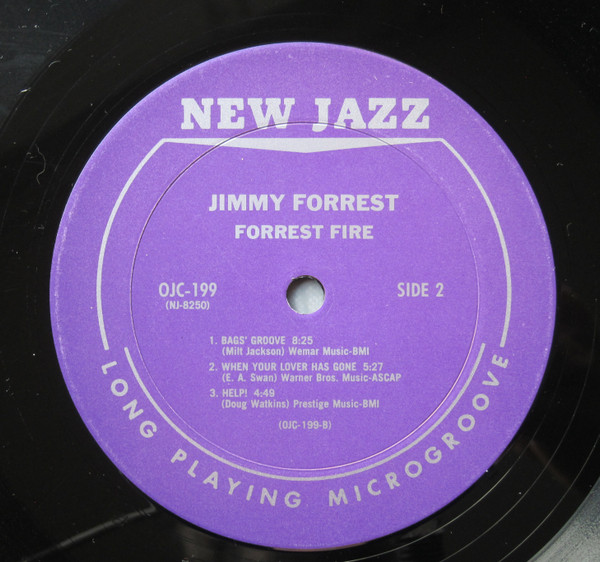 NEW JAZZ
JIMMY FORREST
FORREST FIRE
OJC-199
(NJ-8250)
SIDE 2
1. BAGS' GROOVE 8:25
(Milt Jackson) Wemar Music-BMI
2. WHEN YOUR LOVER HAS GONE 5:27
(E. A. Swan) Warner Bros. Music-ASCAP
3. HELP! 4:49
(Doug Watkins) Prestige Music-BMI
(OJC-199-B)
LONG PLAYING MICROGROOVE